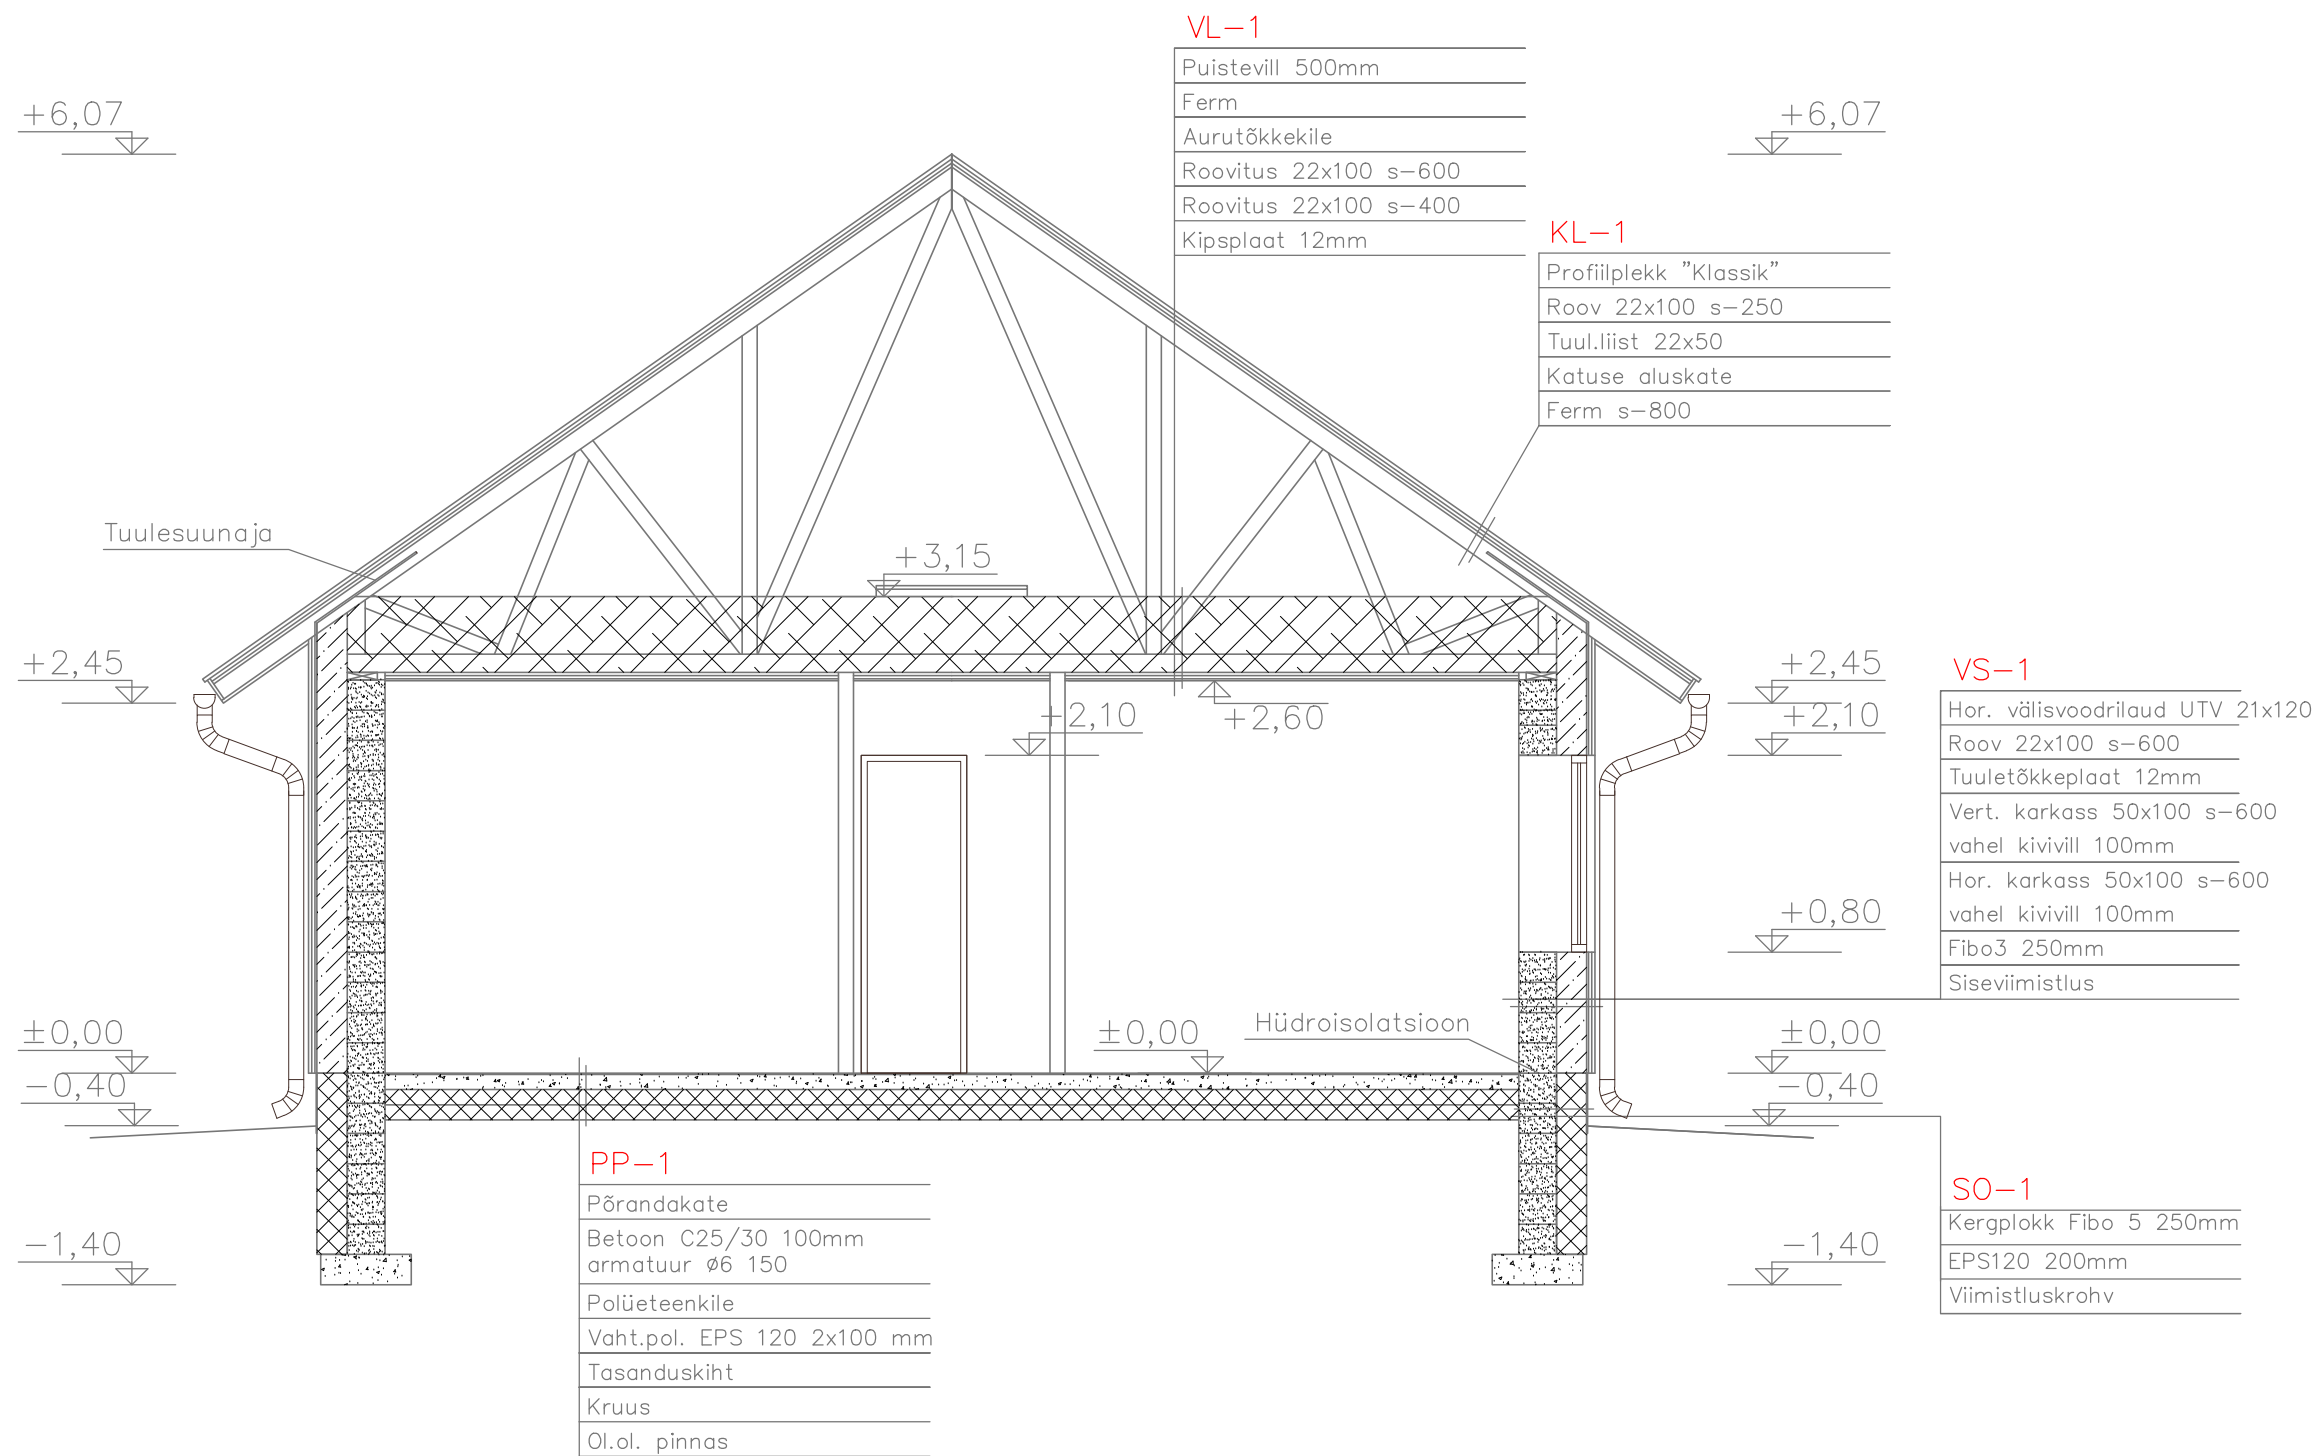 VL-1
Puistevill 500mm
Ferm
Aurutõkkekile
Roovitus 22x100 s-600
Roovitus 22x100 s-400
Kipsplaat 12mm
+6,07
+6,07
KL-1
Profiilplekk "Klassik"
Roov 22x100 s-250
Tuul.liist 22x50
Katuse aluskate
Ferm s-800
Tuulesuunaja
+3,15
+2,45
+2,45
+2,10
+2,60
+2,10
VS-1
Hor. välisvoodrilaud UTV 21x120
Roov 22x100 s-600
Tuuletõkkeplaat 12mm
Vert. karkass 50x100 s-600
vahel kivivill 100mm
Hor. karkass 50x100 s-600
vahel kivivill 100mm
Fibo3 250mm
Siseviimistlus
+0,80
±0,00
±0,00
Hüdroisolatsioon
±0,00
-0,40
-0,40
PP-1
Põrandakate
Betoon C25/30 100mm
armatuur ø6 150
Polüeteenkile
Vaht.pol. EPS 120 2x100 mm
Tasanduskiht
Kruus
Ol.ol. pinnas
-1,40
-1,40
SO-1
Kergplokk Fibo 5 250mm
EPS120 200mm
Viimistluskrohv